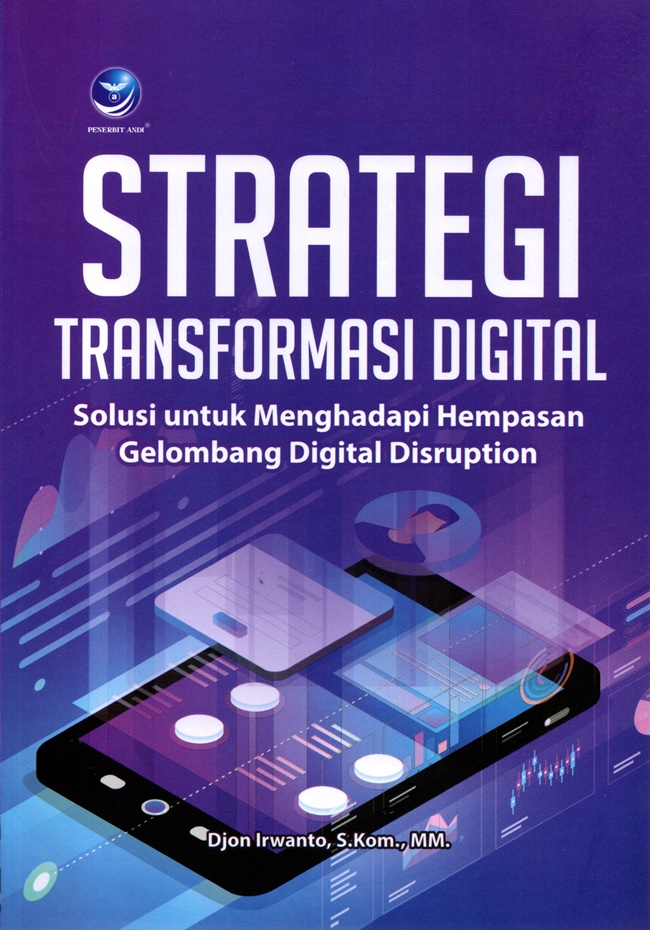 PENERBIT ANDI®
STRATEGI
TRANSFORMASI DIGITAL
Solusi untuk Menghadapi Hempasan
Gelombang Digital Disruption
Djon Irwanto, S.Kom., MM.